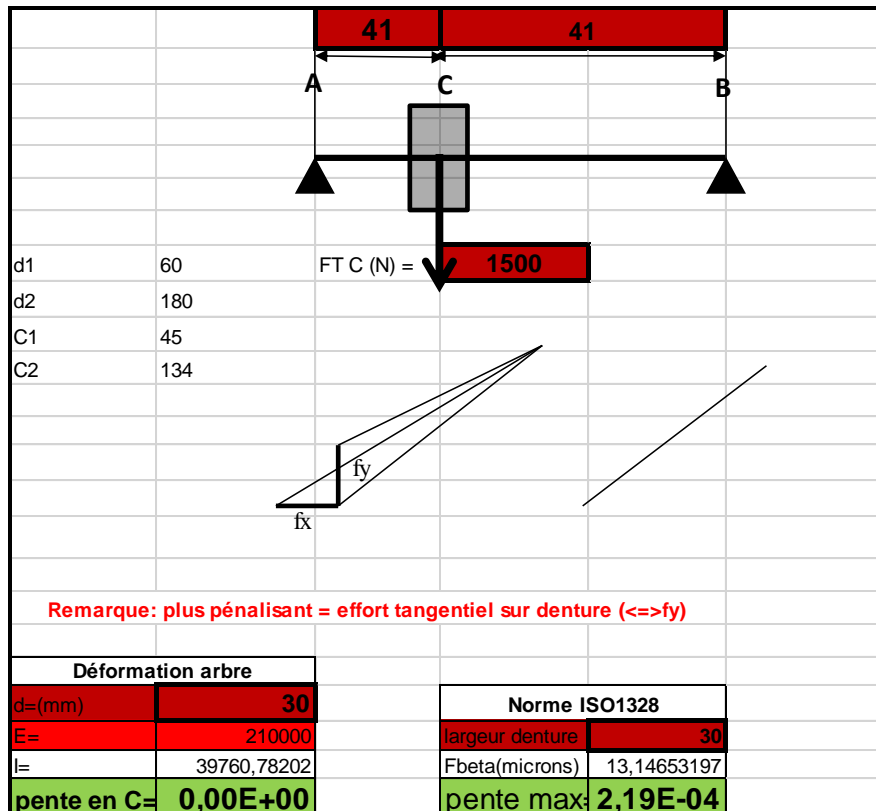 41 41
A C B
d1 60 FT C (N) = 1500
d2 180
C1 45
C2 134
fy
fx
Remarque: plus pénalisant = effort tangentiel sur denture (<=>fy)
Déformation arbre
d=(mm) 30 Norme ISO1328
E= 210000 largeur denture 30
I= 39760,78202 Fbeta(microns) 13,14653197
pente en C= 0,00E+00 pente max= 2,19E-04